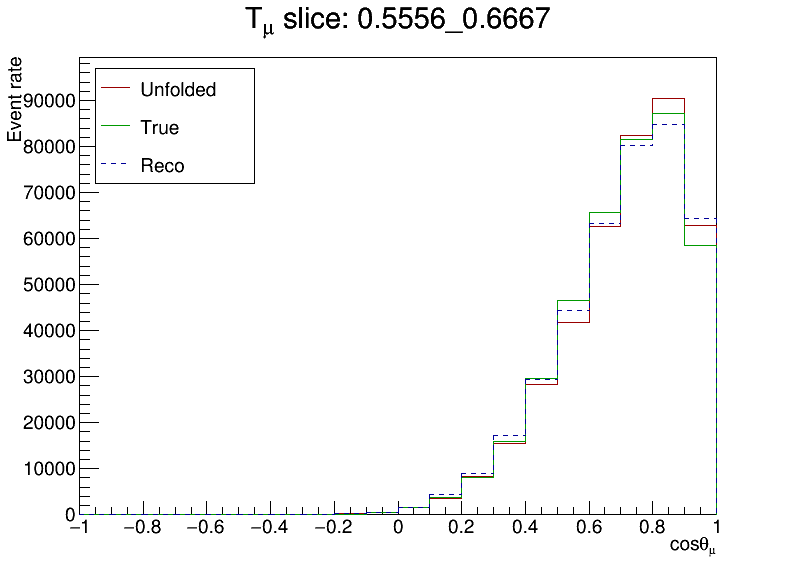 Tμ slice: 0.5556_0.6667
Event rate
Unfolded
True
Reco
90000
80000
70000
60000
50000
40000
30000
20000
10000
0
−1 −0.8 −0.6 −0.4 −0.2 0 0.2 0.4 0.6 0.8 1
cosθμ